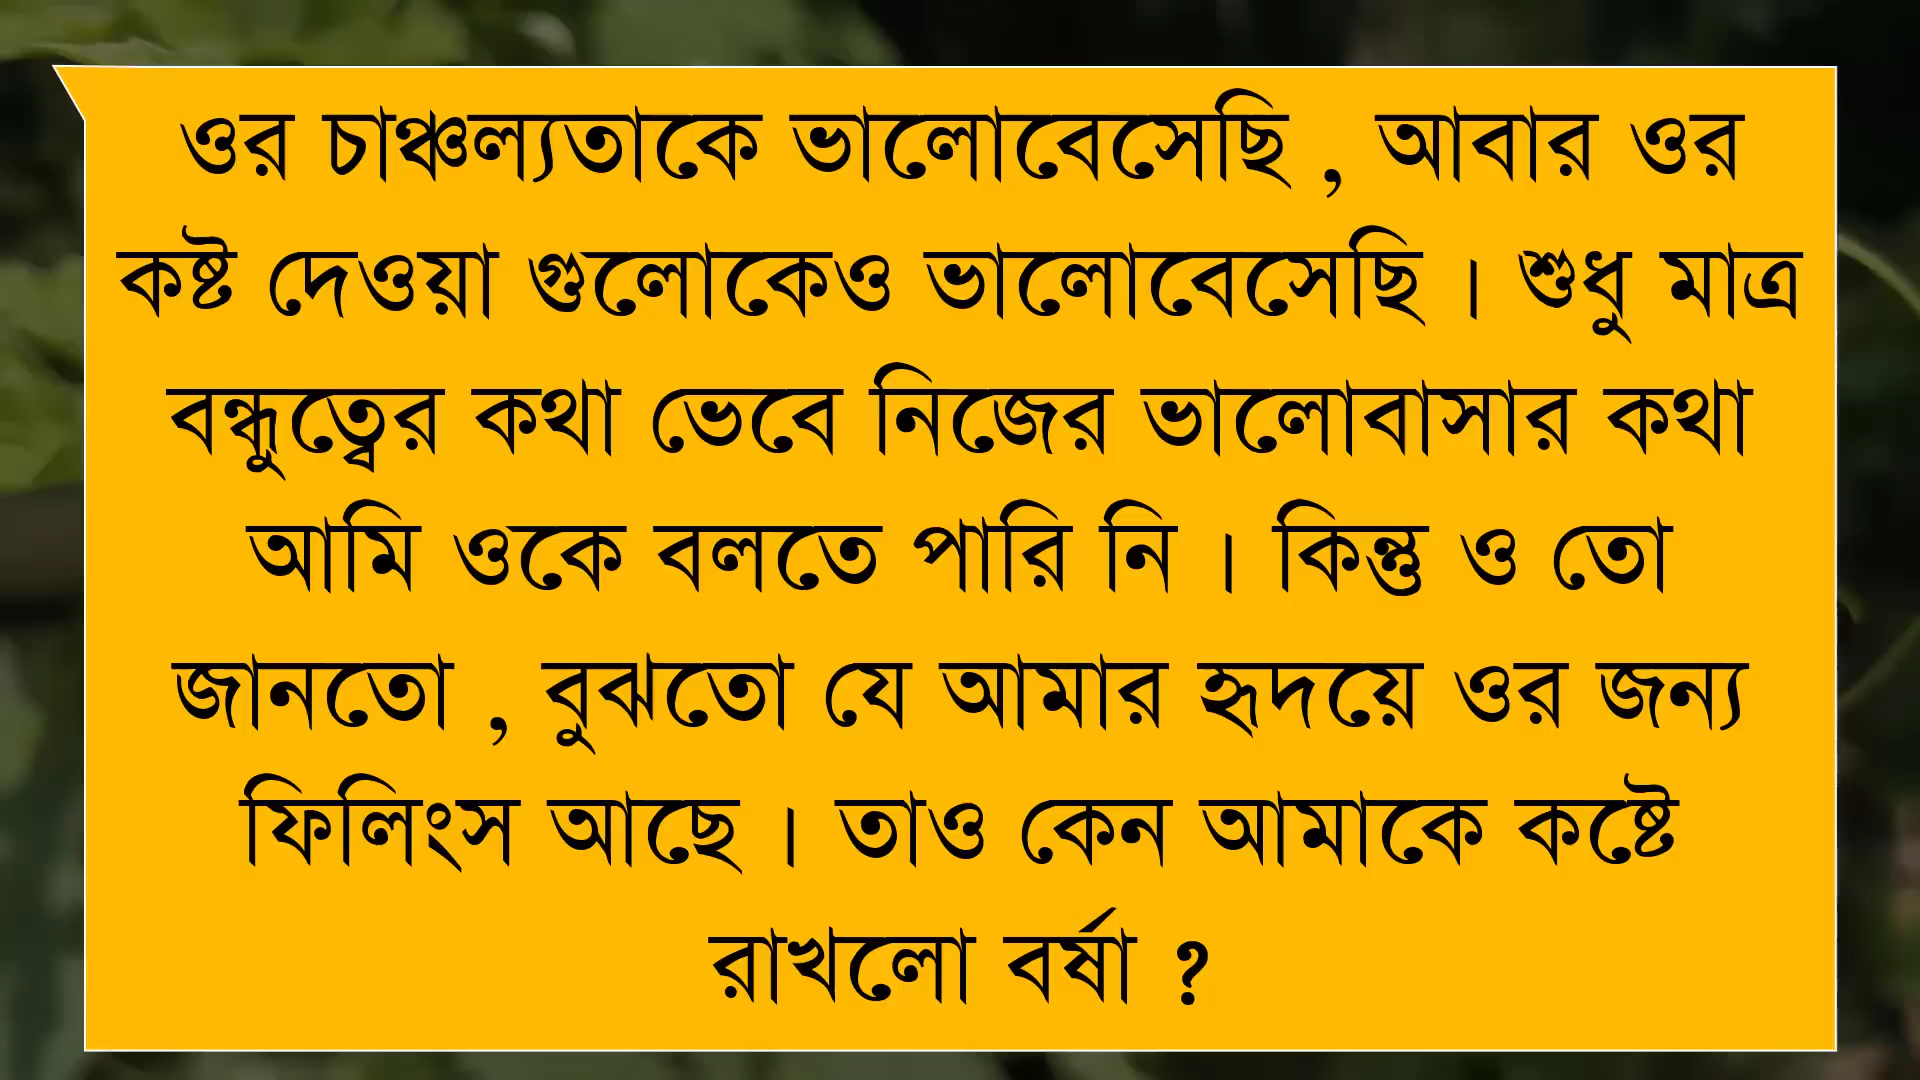 ওর চাঞ্চল্যতাকে ভালোবেসেছি , আবার ওর
কষ্ট দেওয়া গুলোকেও ভালোবেসেছি । শুধু মাত্র
বন্ধুত্বের কথা ভেবে নিজের ভালোবাসার কথা
আমি ওকে বলতে পারি নি । কিন্তু ও তো
জানতো , বুঝতো যে আমার হৃদয়ে ওর জন্য
ফিলিংস আছে । তাও কেন আমাকে কষ্টে
রাখলো বর্ষা ?